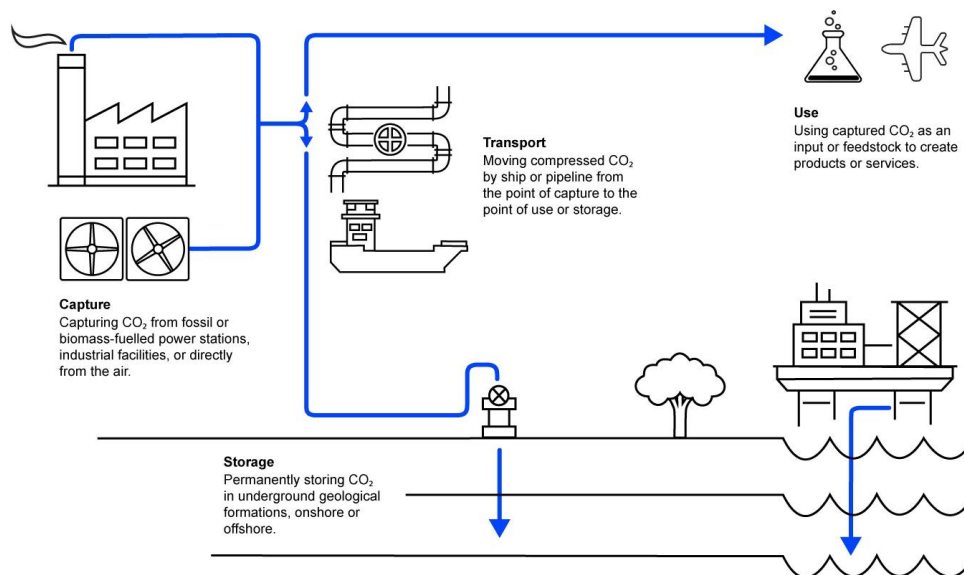 Use
Using captured CO₂ as an
input or feedstock to create
products or services.
Transport
Moving compressed CO₂
by ship or pipeline from
the point of capture to the
point of use or storage.
Capture
Capturing CO₂ from fossil or
biomass-fuelled power stations,
industrial facilities, or directly
from the air.
Storage
Permanently storing CO₂
in underground geological
formations, onshore or
offshore.